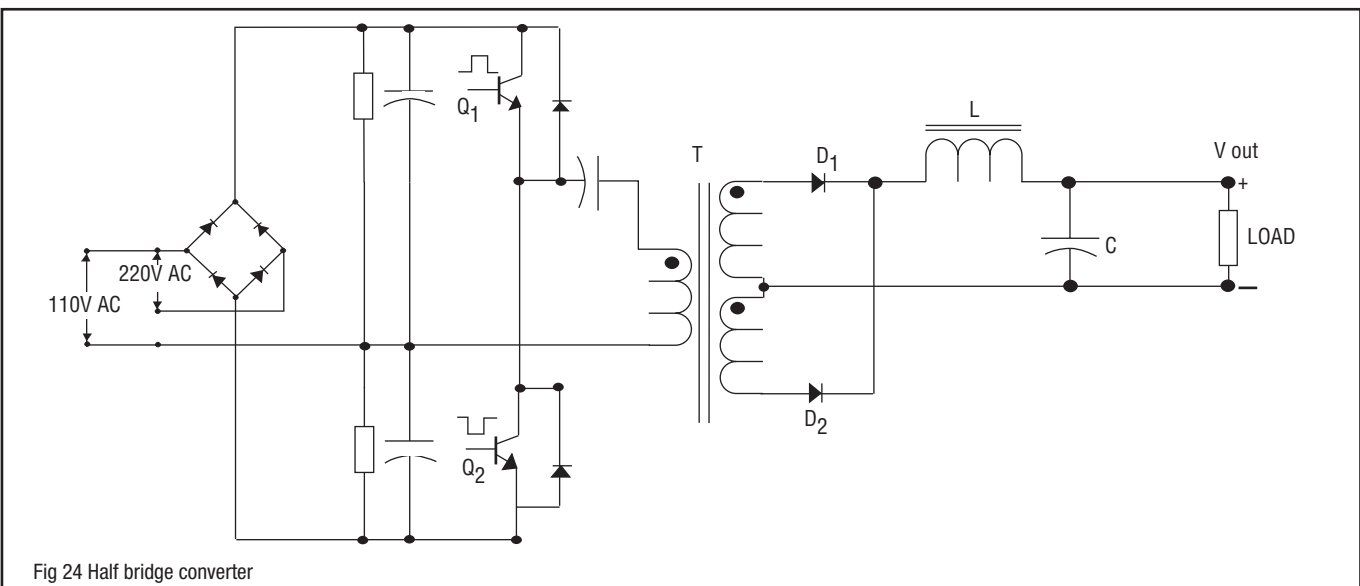 Q1
Q2
220V AC
110V AC
T
D1
D2
L
C
V out
+
LOAD
–
Fig 24 Half bridge converter